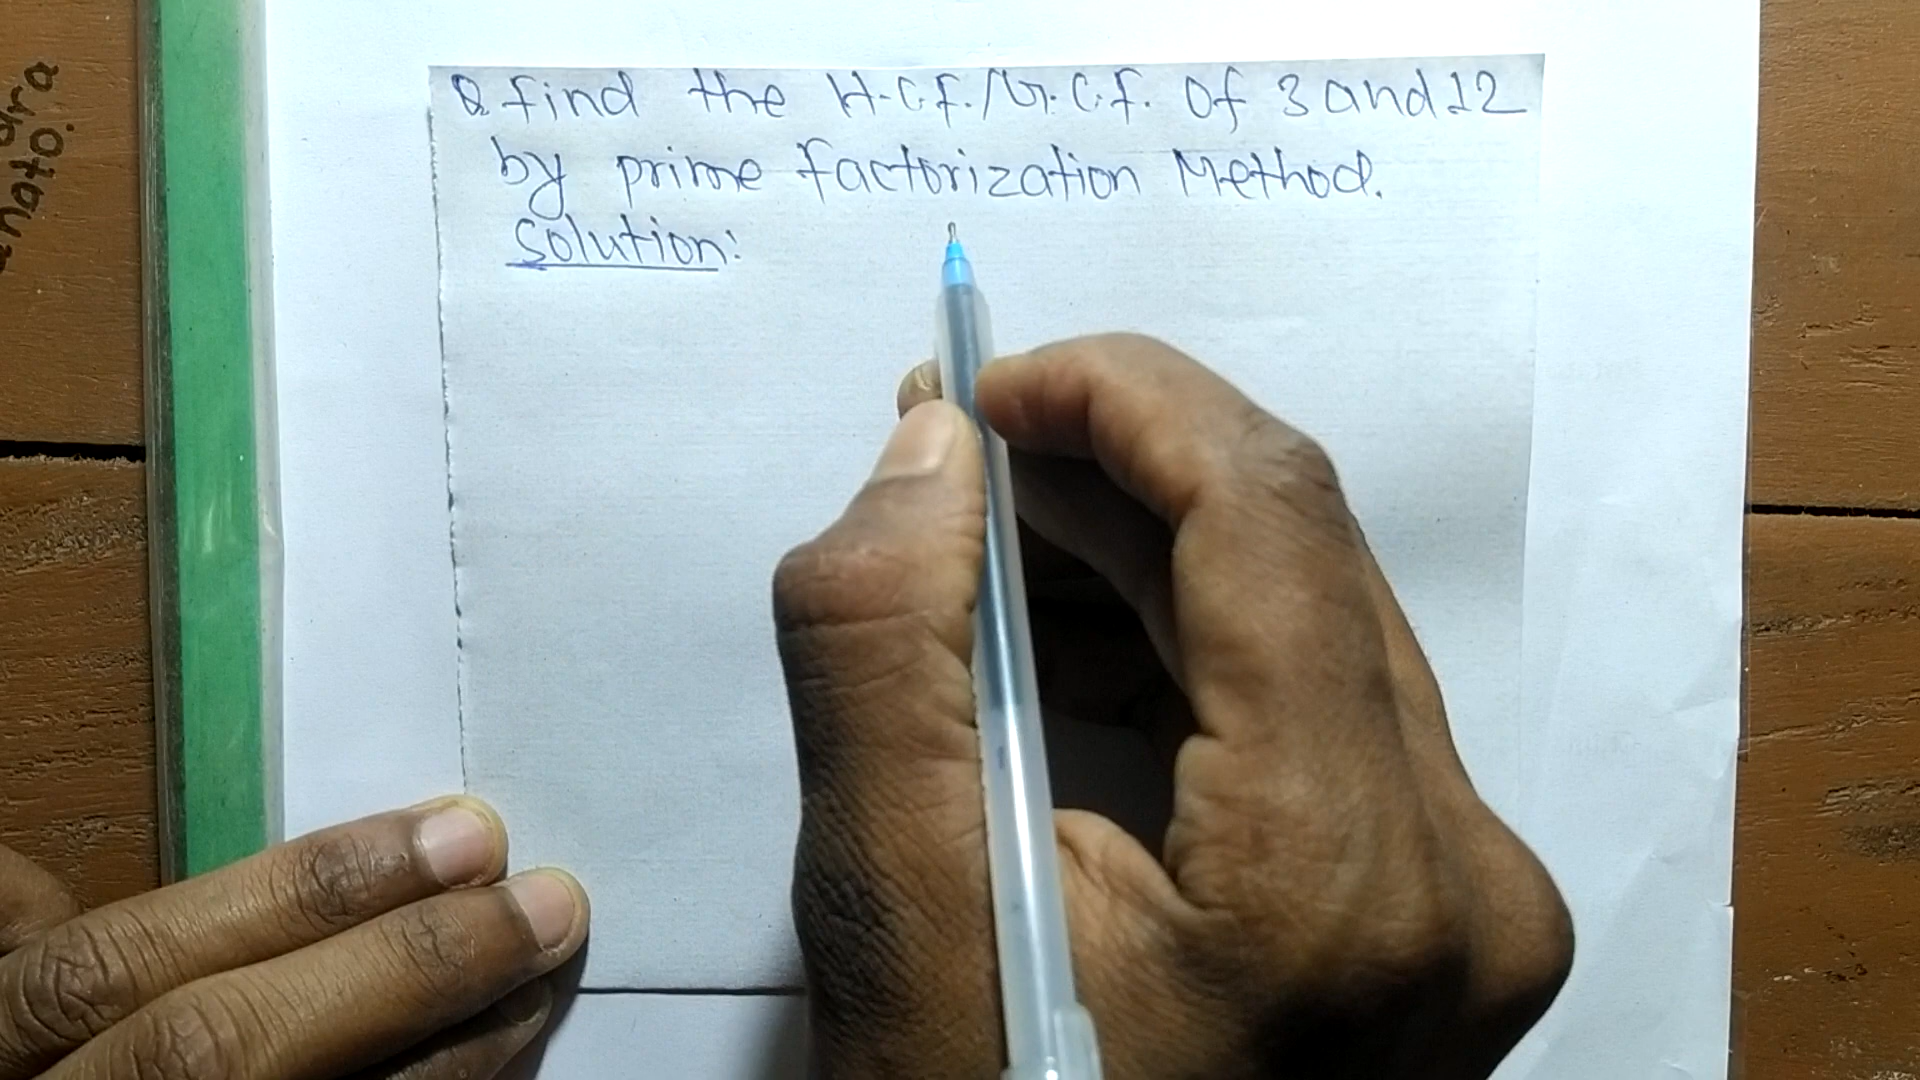 Q. Find the H.C.F./G.C.F. Of 3 and 12
by prime factorization Method.
Solution: